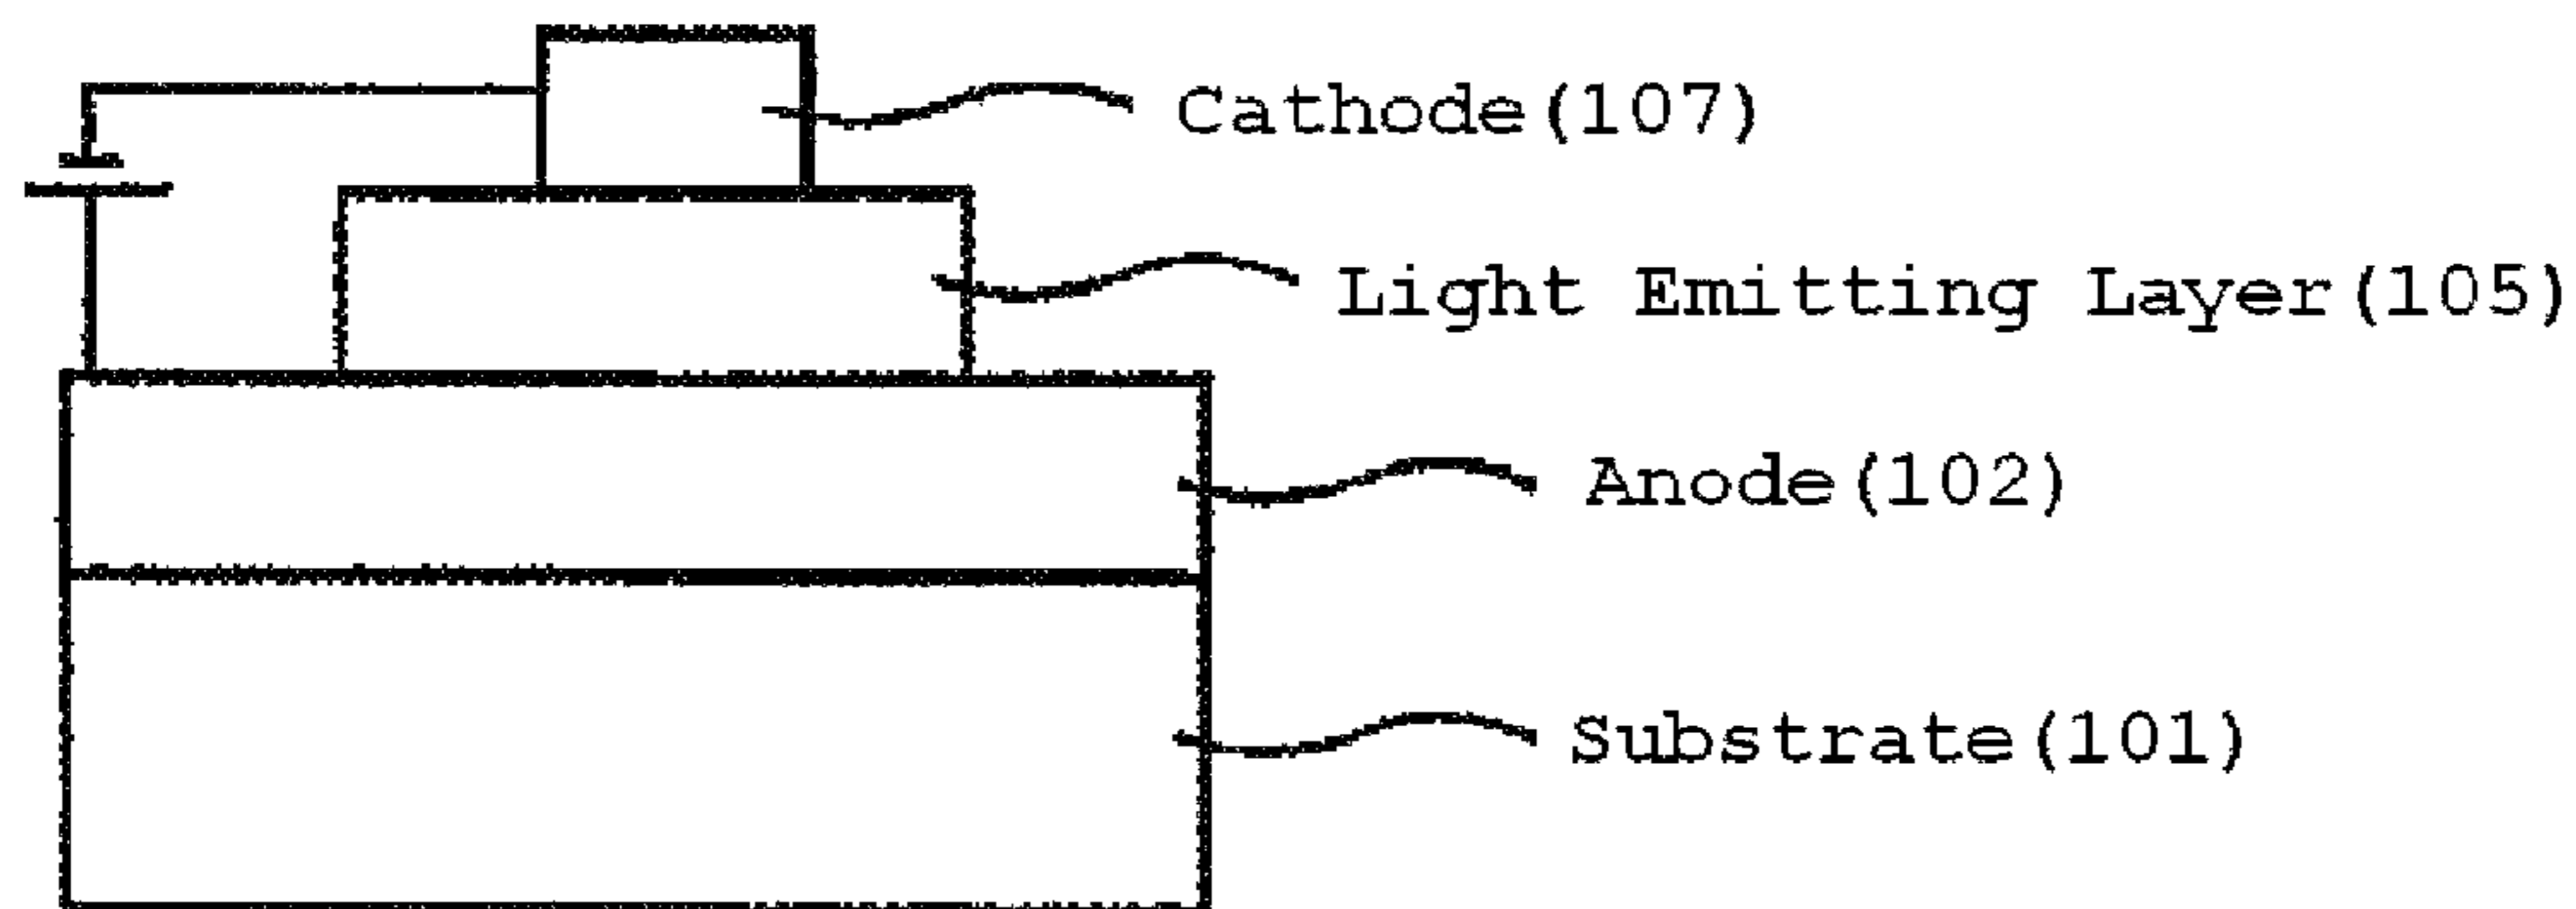 Cathode(107)
Light Emitting Layer(105)
Anode(102)
Substrate(101)